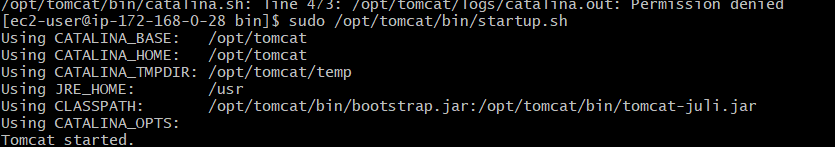 /opt/tomcat/bin/catalina.sh: line 473: /opt/tomcat/logs/catalina.out: Permission denied
[ec2-user@ip-172-168-0-28 bin]$ sudo /opt/tomcat/bin/startup.sh
Using CATALINA_BASE:   /opt/tomcat
Using CATALINA_HOME:   /opt/tomcat
Using CATALINA_TMPDIR: /opt/tomcat/temp
Using JRE_HOME:        /usr
Using CLASSPATH:       /opt/tomcat/bin/bootstrap.jar:/opt/tomcat/bin/tomcat-juli.jar
Using CATALINA_OPTS:
Tomcat started.